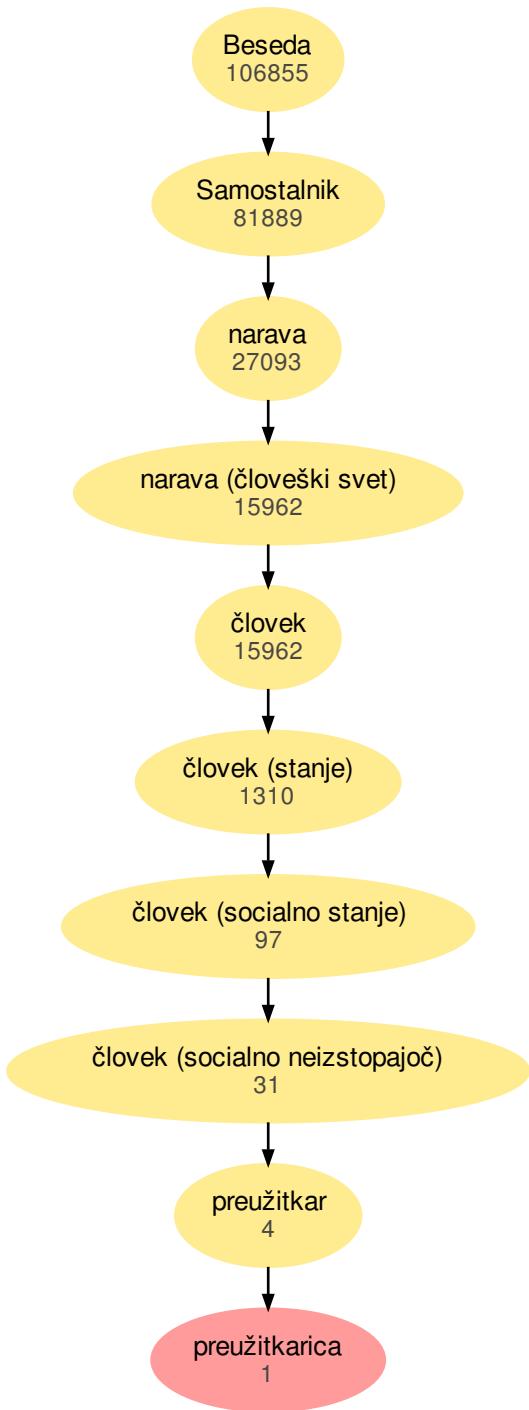 Beseda
106855
Samostalnik
81889
narava
27093
narava (človeški svet)
15962
človek
15962
človek (stanje)
1310
človek (socialno stanje)
97
človek (socialno neizstopajoč)
31
preužitkar
4
preužitkarica
1